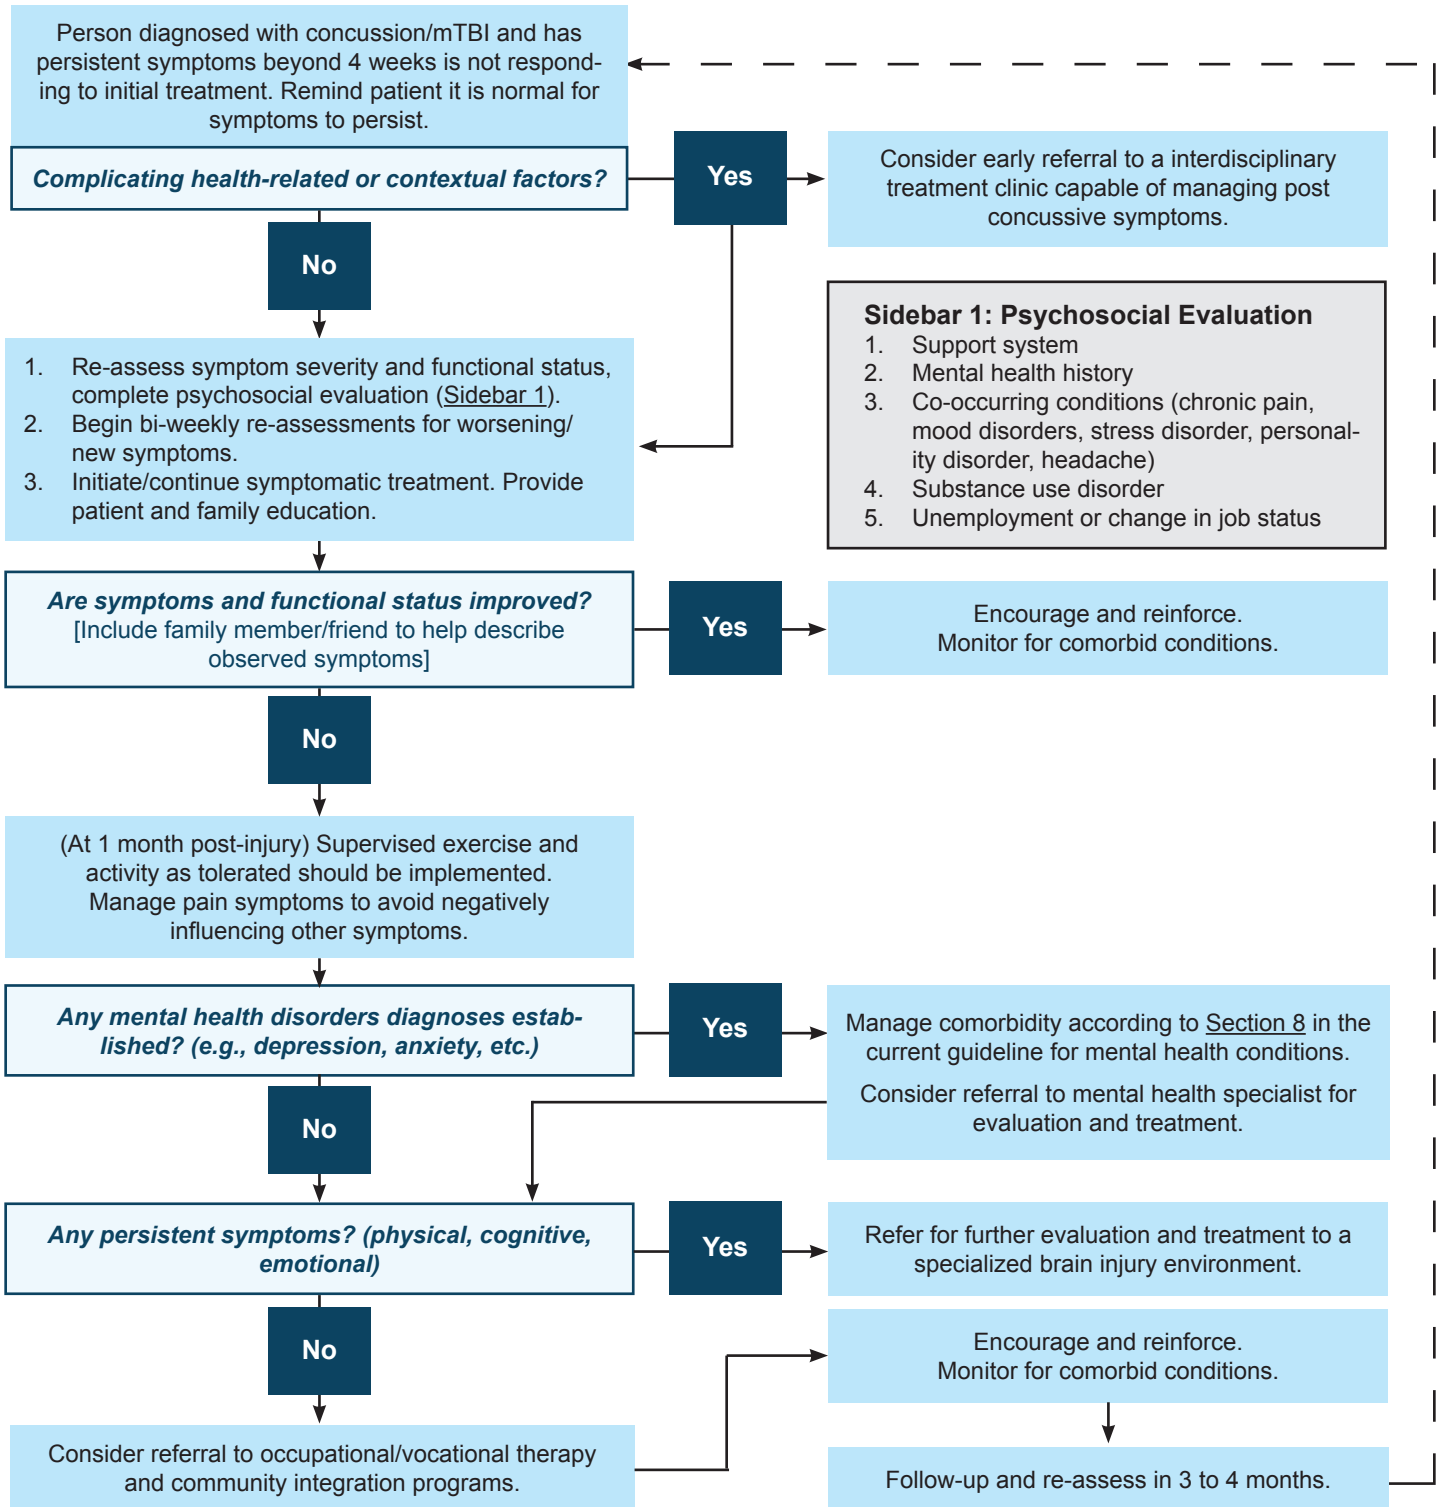 Person diagnosed with concussion/mTBI and has
persistent symptoms beyond 4 weeks is not respond-
ing to initial treatment. Remind patient it is normal for
symptoms to persist.
Complicating health-related or contextual factors?
Yes
Consider early referral to a interdisciplinary
treatment clinic capable of managing post
concussive symptoms.
No
Sidebar 1: Psychosocial Evaluation
1. Support system
2. Mental health history
3. Co-occurring conditions (chronic pain,
mood disorders, stress disorder, personal-
ity disorder, headache)
4. Substance use disorder
5. Unemployment or change in job status
1. Re-assess symptom severity and functional status,
complete psychosocial evaluation (Sidebar 1).
2. Begin bi-weekly re-assessments for worsening/
new symptoms.
3. Initiate/continue symptomatic treatment. Provide
patient and family education.
Are symptoms and functional status improved?
[Include family member/friend to help describe
observed symptoms]
Yes
Encourage and reinforce.
Monitor for comorbid conditions.
No
(At 1 month post-injury) Supervised exercise and
activity as tolerated should be implemented.
Manage pain symptoms to avoid negatively
influencing other symptoms.
Any mental health disorders diagnoses estab-
lished? (e.g., depression, anxiety, etc.)
Yes
Manage comorbidity according to Section 8 in the
current guideline for mental health conditions.
Consider referral to mental health specialist for
evaluation and treatment.
No
Any persistent symptoms? (physical, cognitive,
emotional)
Yes
Refer for further evaluation and treatment to a
specialized brain injury environment.
No
Encourage and reinforce.
Monitor for comorbid conditions.
Consider referral to occupational/vocational therapy
and community integration programs.
Follow-up and re-assess in 3 to 4 months.